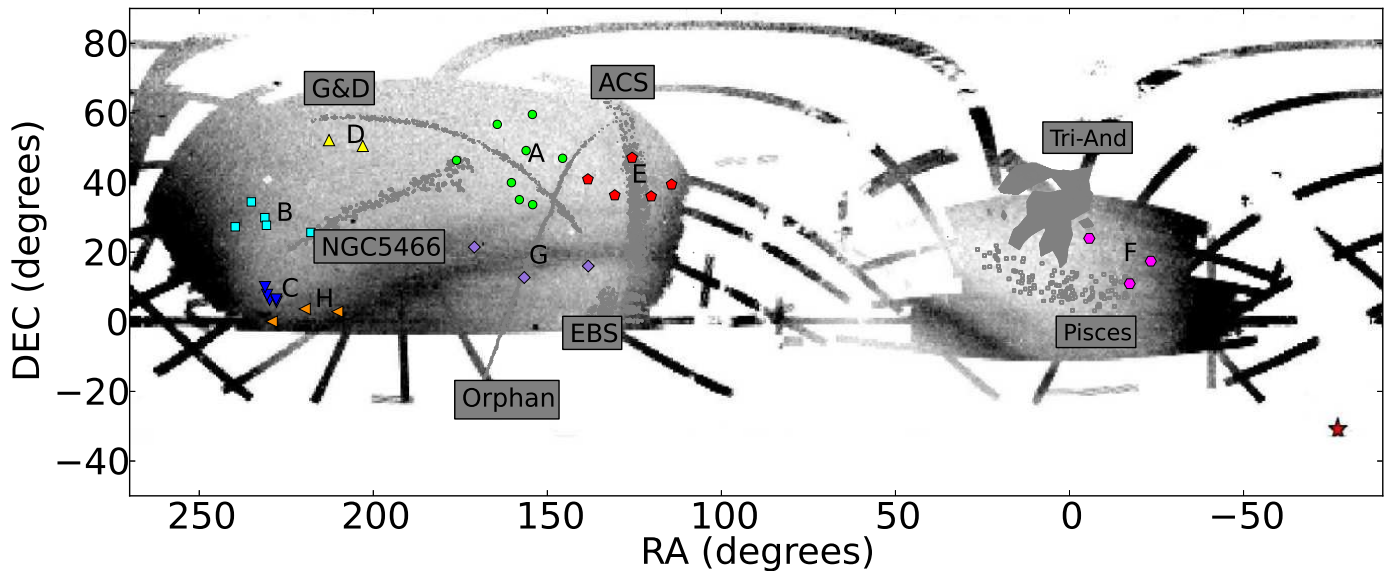 80
60
40
20
0
−20
−40
DEC (degrees)
G&D
ACS
Tri-And
D
A
E
B
NGC5466
G
F
C
H
EBS
Pisces
Orphan
250
200
150
100
50
0
−50
RA (degrees)